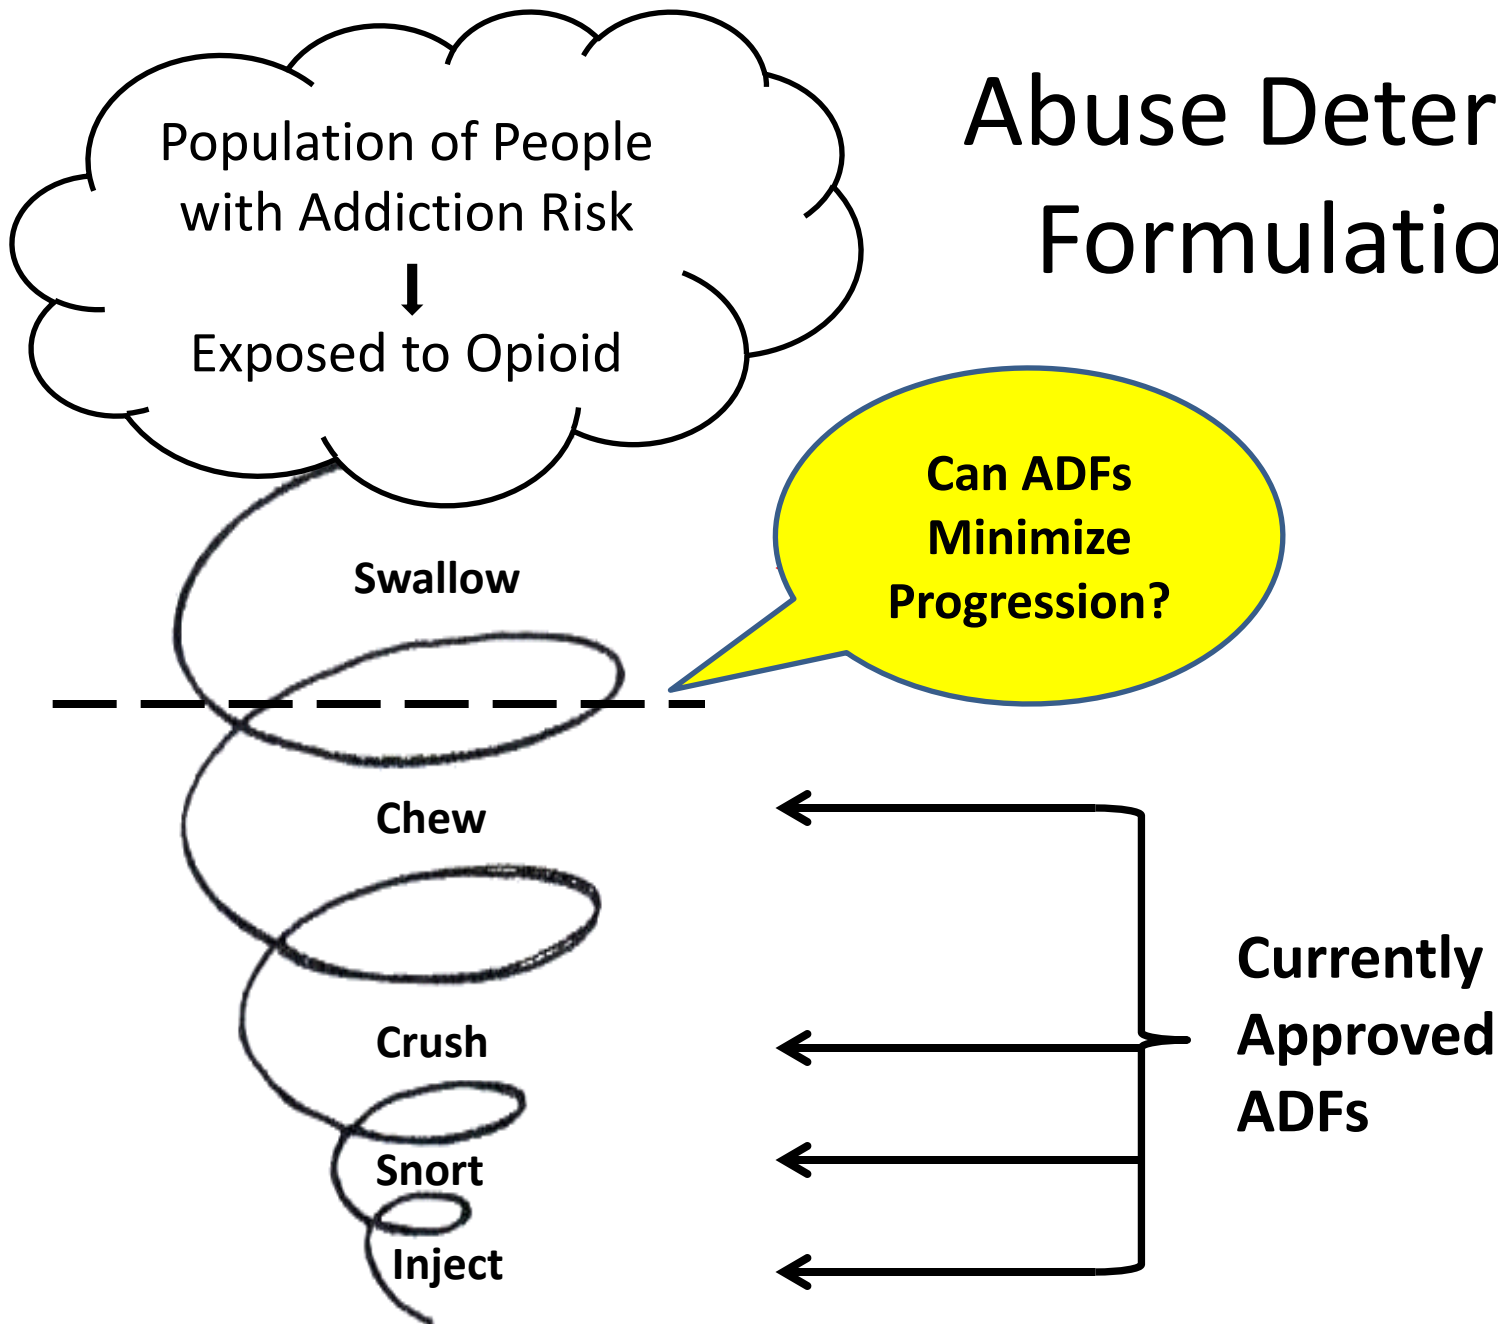 Population of People
with Addiction Risk
Exposed to Opioid
Abuse Deter
Formulatio
Can ADFs
Minimize
Progression?
Swallow
Chew
Crush
Snort
Inject
Currently
Approved
ADFs